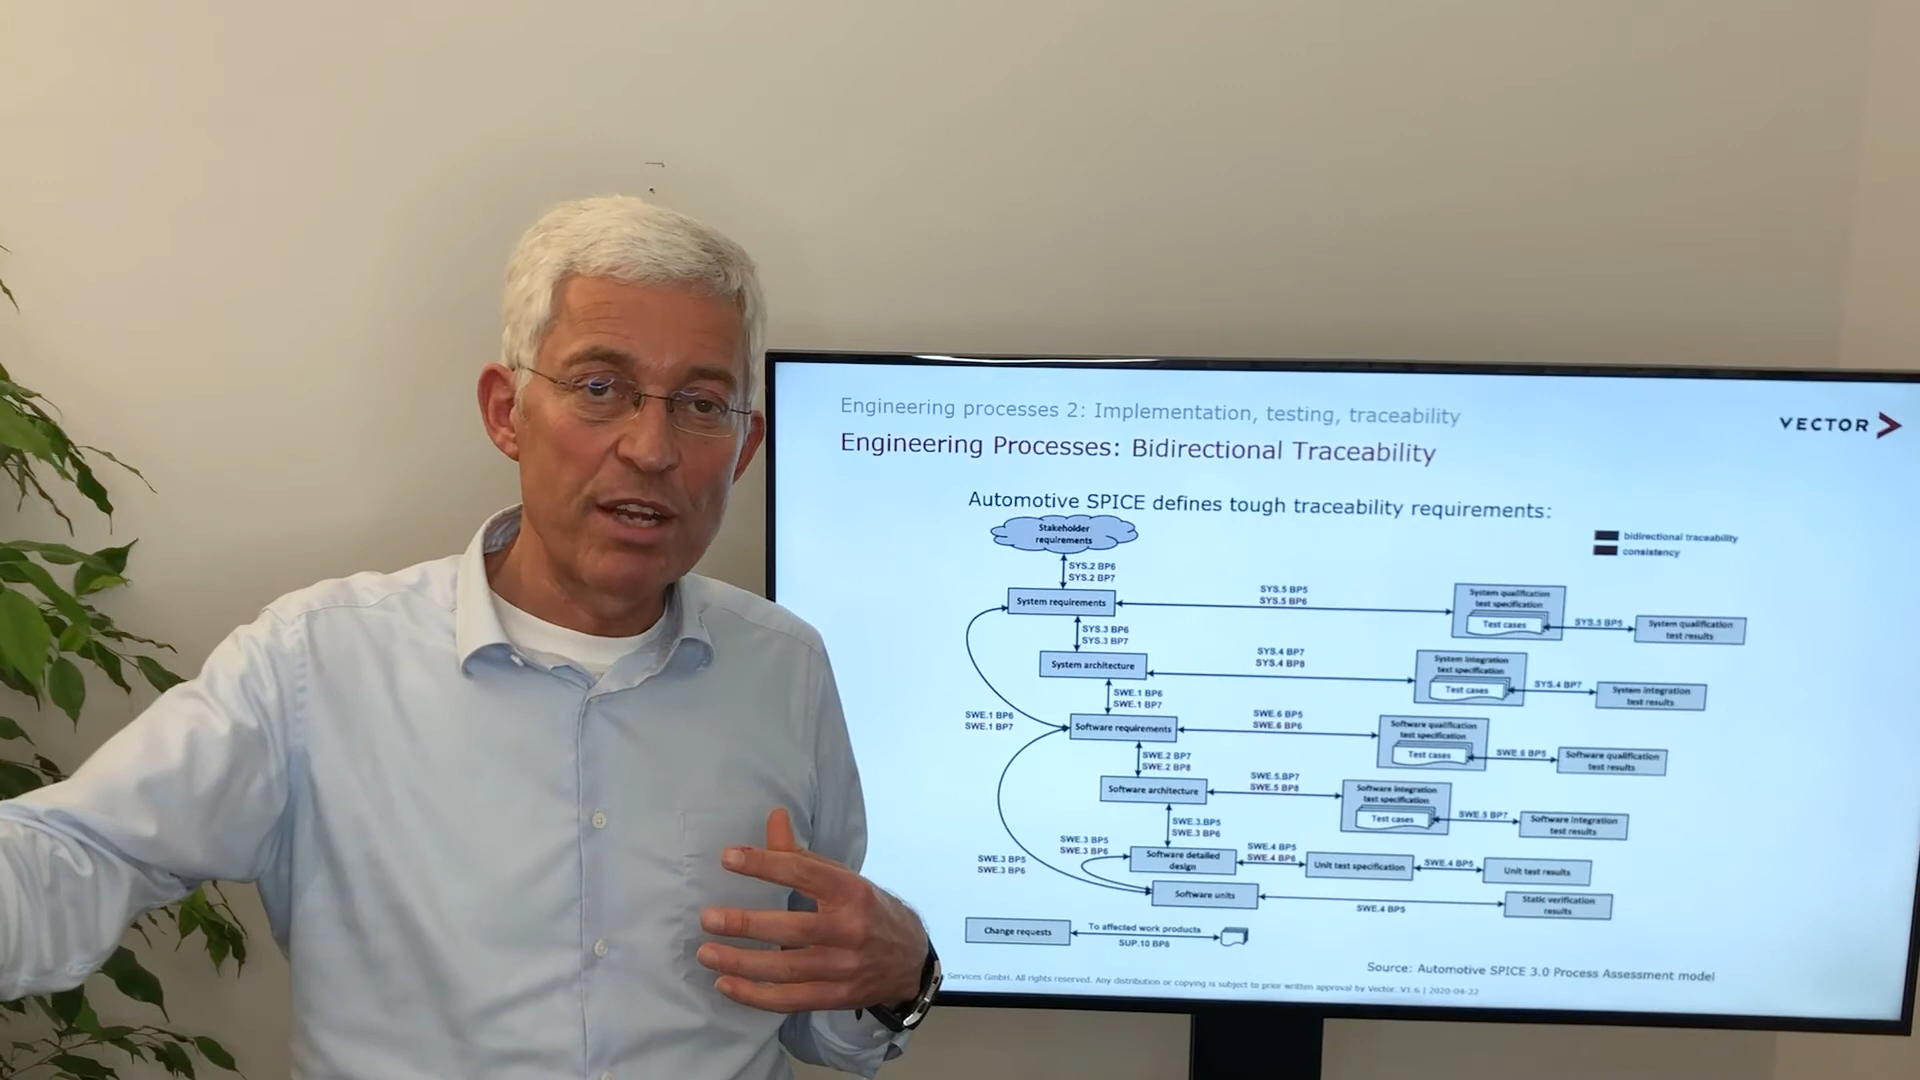 Engineering processes 2: Implementation, testing, traceability
VECTOR
Engineering Processes: Bidirectional Traceability
Automotive SPICE defines tough traceability requirements:
Stakeholder
requirements
bidirectional traceability
consistency
SYS.2 BP6
SYS.2 BP7
System requirements
SYS.5 BP5
SYS.5 BP6
System qualification
test specification
Test cases
SYS.5 BP5
System qualification
test results
SYS.3 BP6
SYS.3 BP7
System architecture
SYS.4 BP7
SYS.4 BP8
System integration
test specification
Test cases
SYS.4 BP7
System integration
test results
SWE.1 BP6
SWE.1 BP7
SWE.1 BP6
SWE.1 BP7
Software requirements
SWE.6 BP5
SWE.6 BP6
Software qualification
test specification
Test cases
SWE.6 BP5
Software qualification
test results
SWE.2 BP7
SWE.2 BP8
Software architecture
SWE.5.BP7
SWE.5 BP8
Software integration
test specification
Test cases
SWE.5 BP7
Software integration
test results
SWE.3.BP5
SWE.3 BP6
SWE.3 BP5
SWE.3 BP6
SWE.3 BP5
SWE.3 BP6
Software detailed
design
SWE.4 BP5
SWE.4 BP6
Unit test specification
SWE.4 BP5
Unit test results
Software units
SWE.4 BP5
Static verification
results
Change requests
To affected work products
SUP.10 BP8
Source: Automotive SPICE 3.0 Process Assessment model
Services GmbH. All rights reserved. Any distribution or copying is subject to prior written approval by Vector. V1.6 | 2020-04-22